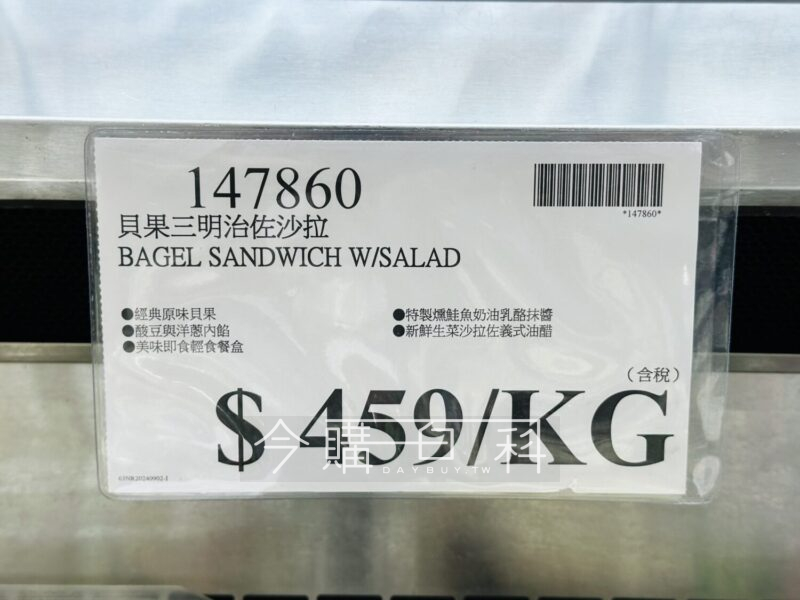 147860
*147860*
貝果三明治佐沙拉
BAGEL SANDWICH W/SALAD
●經典原味貝果
●酸豆與洋蔥內餡
●美味即食輕食餐盒
●特製燻鮭魚奶油乳酪抹醬
●新鮮生菜沙拉佐義式油醋
(含稅)
$ 459/KG
今購百科
DAYBUY.TW